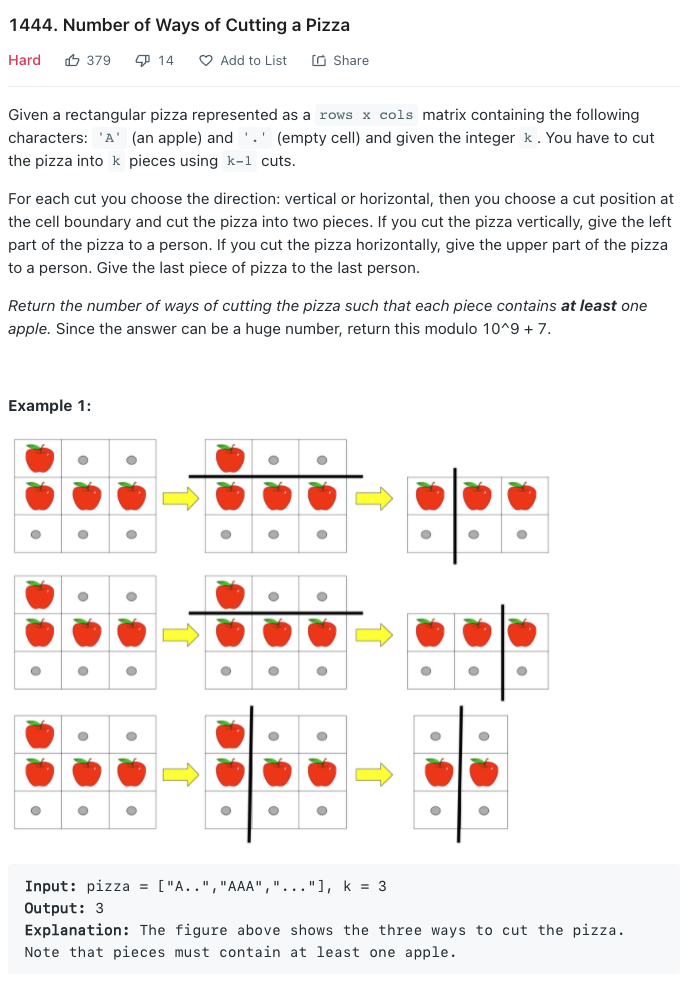 1444. Number of Ways of Cutting a Pizza
Hard 379 14 Add to List Share
Given a rectangular pizza represented as a rows x cols matrix containing the following
characters: 'A' (an apple) and '.' (empty cell) and given the integer k. You have to cut
the pizza into k pieces using k-1 cuts.
For each cut you choose the direction: vertical or horizontal, then you choose a cut position at
the cell boundary and cut the pizza into two pieces. If you cut the pizza vertically, give the left
part of the pizza to a person. If you cut the pizza horizontally, give the upper part of the pizza
to a person. Give the last piece of pizza to the last person.
Return the number of ways of cutting the pizza such that each piece contains at least one
apple. Since the answer can be a huge number, return this modulo 10^9 + 7.
Example 1:
Input: pizza = ["A..","AAA","..."], k = 3
Output: 3
Explanation: The figure above shows the three ways to cut the pizza.
Note that pieces must contain at least one apple.